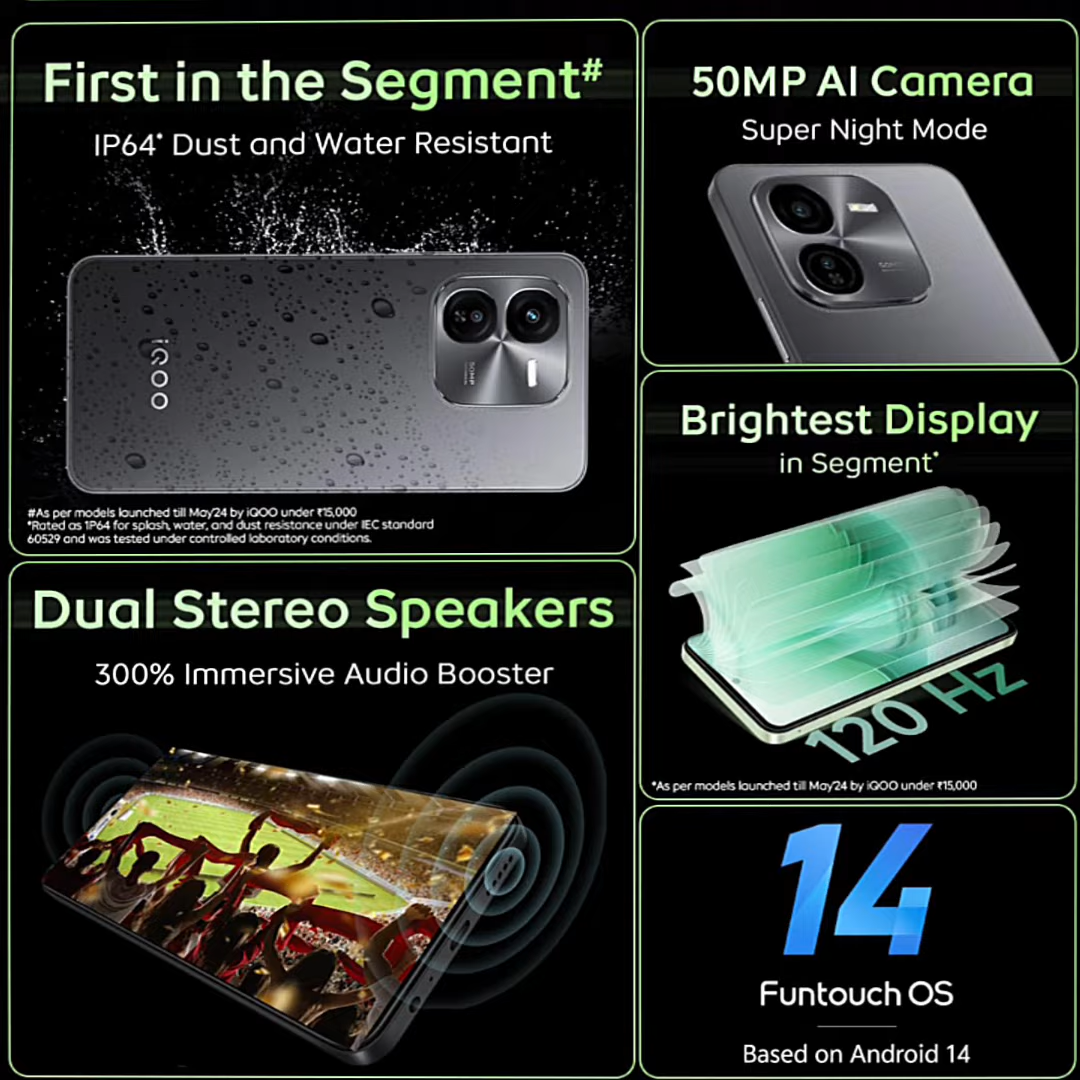 First in the Segment#
IP64* Dust and Water Resistant
iQOO
50MP
#As per models launched till May'24 by iQOO under ₹15,000
*Rated as IP64 for splash, water, and dust resistance under IEC standard
60529 and was tested under controlled laboratory conditions.
50MP AI Camera
Super Night Mode
Brightest Display
in Segment*
120 Hz
*As per models launched till May'24 by iQOO under ₹15,000
Dual Stereo Speakers
300% Immersive Audio Booster
14
Funtouch OS
Based on Android 14